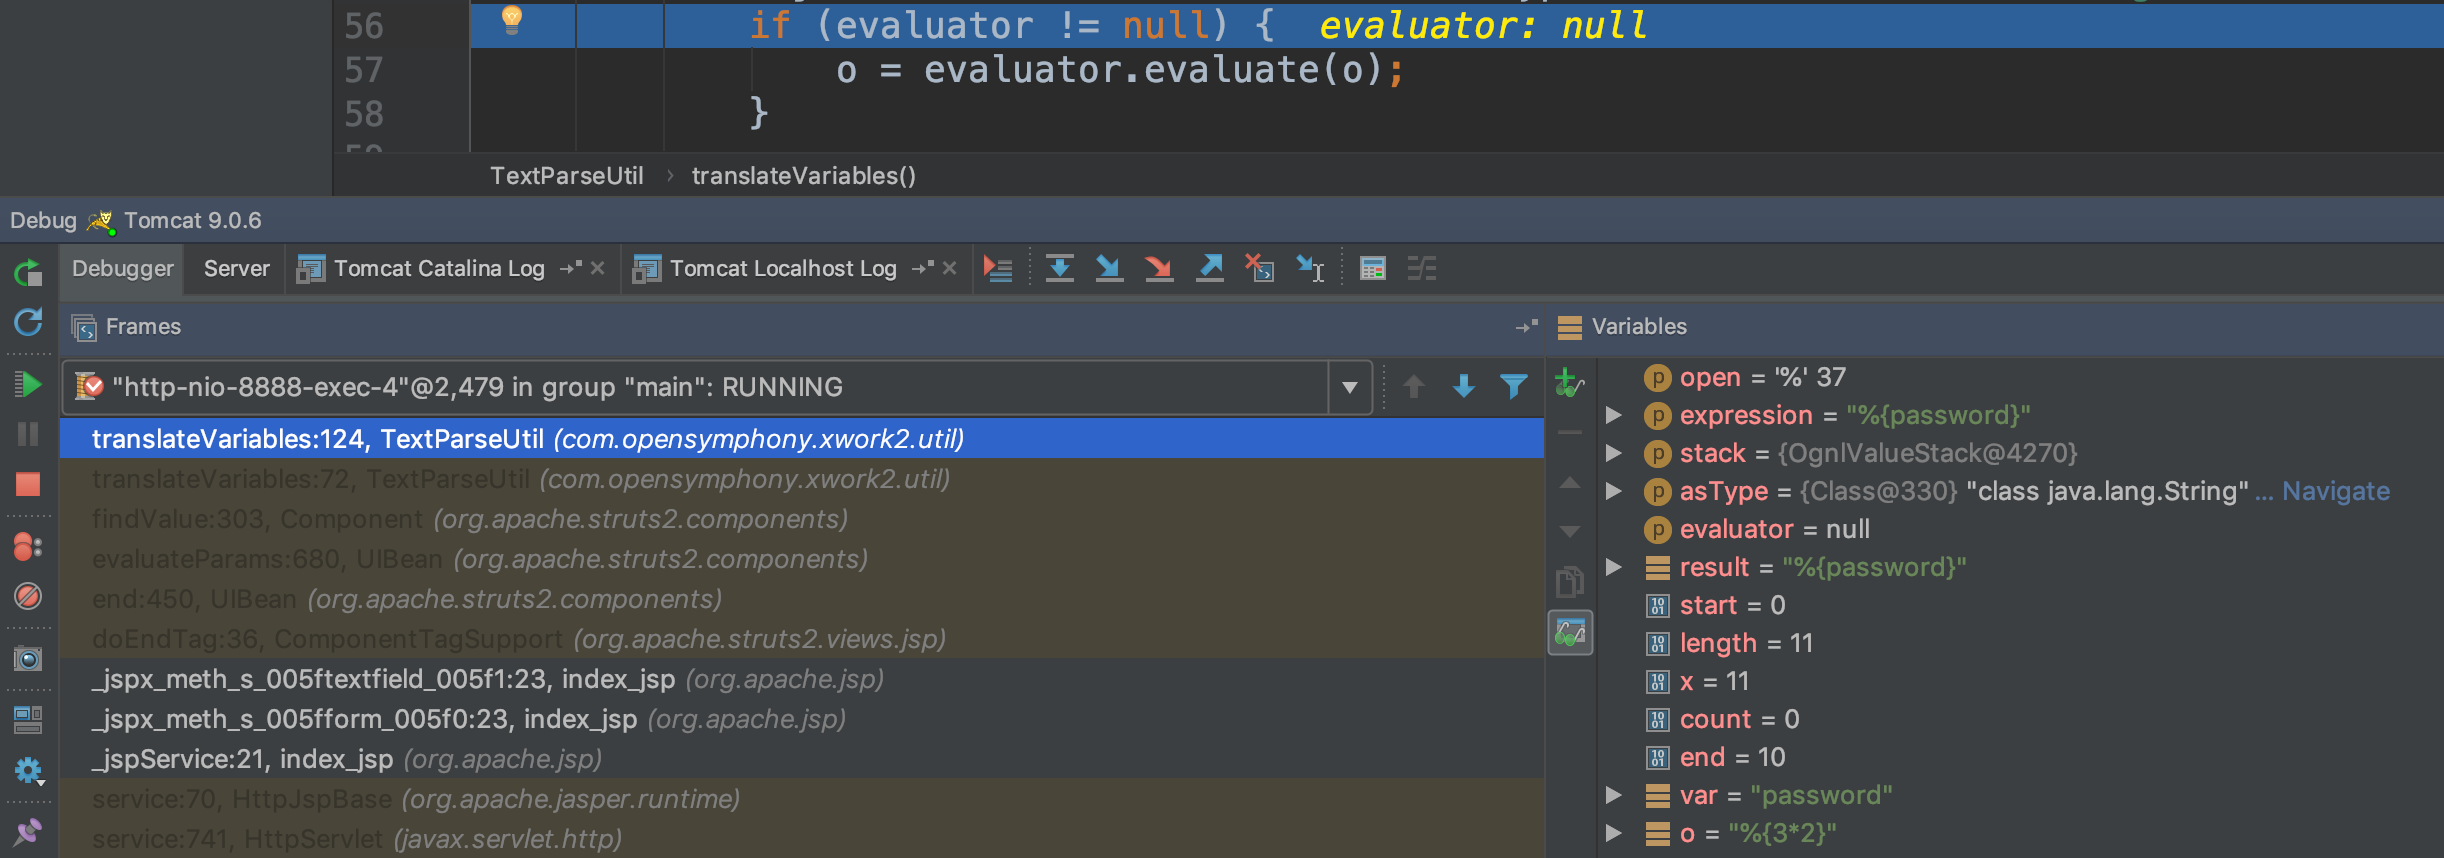 56 if (evaluator != null) { evaluator: null
57 o = evaluator.evaluate(o);
58 }
59
TextParseUtil › translateVariables()
Debug Tomcat 9.0.6
Debugger Server Tomcat Catalina Log Tomcat Localhost Log
Frames
Variables
"http-nio-8888-exec-4"@2,479 in group "main": RUNNING
translateVariables:124, TextParseUtil (com.opensymphony.xwork2.util)
translateVariables:72, TextParseUtil (com.opensymphony.xwork2.util)
findValue:303, Component (org.apache.struts2.components)
evaluateParams:680, UIBean (org.apache.struts2.components)
end:450, UIBean (org.apache.struts2.components)
doEndTag:36, ComponentTagSupport (org.apache.struts2.views.jsp)
_jspx_meth_s_005ftextfield_005f1:23, index_jsp (org.apache.jsp)
_jspx_meth_s_005fform_005f0:23, index_jsp (org.apache.jsp)
_jspService:21, index_jsp (org.apache.jsp)
service:70, HttpJspBase (org.apache.jasper.runtime)
service:741, HttpServlet (javax.servlet.http)
open = '%' 37
expression = "%{password}"
stack = {OgnlValueStack@4270}
asType = {Class@330} "class java.lang.String" ... Navigate
evaluator = null
result = "%{password}"
start = 0
length = 11
x = 11
count = 0
end = 10
var = "password"
o = "%{3*2}"